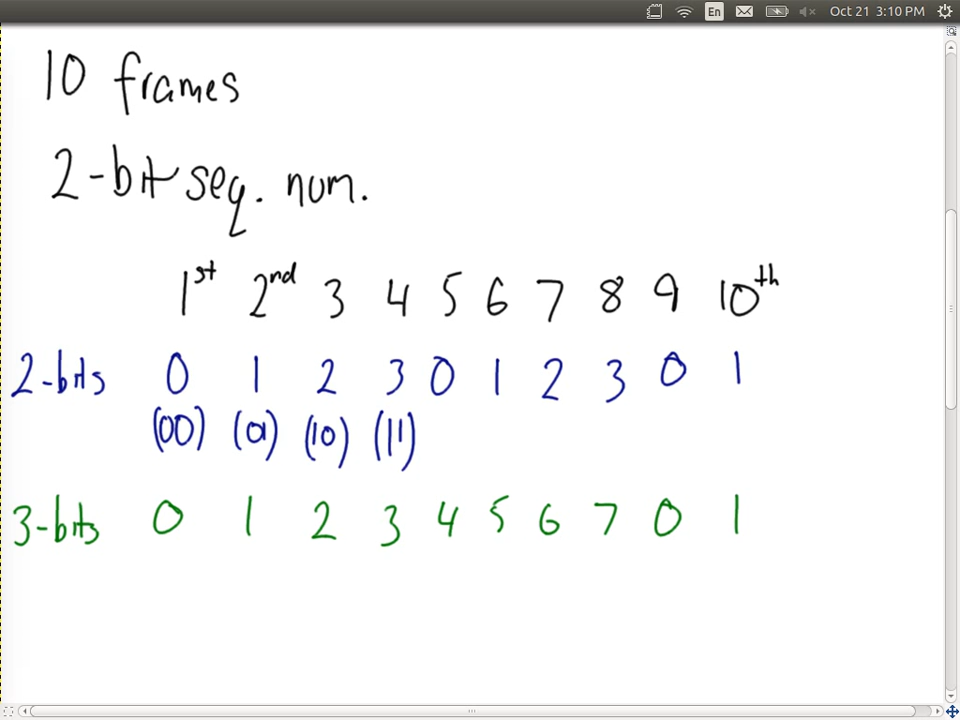 En Oct 21 3:10 PM
10 frames
2-bit seq. num.
1st 2nd 3 4 5 6 7 8 9 10th
2-bits 0 1 2 3 0 1 2 3 0 1
(00) (01) (10) (11)
3-bits 0 1 2 3 4 5 6 7 0 1